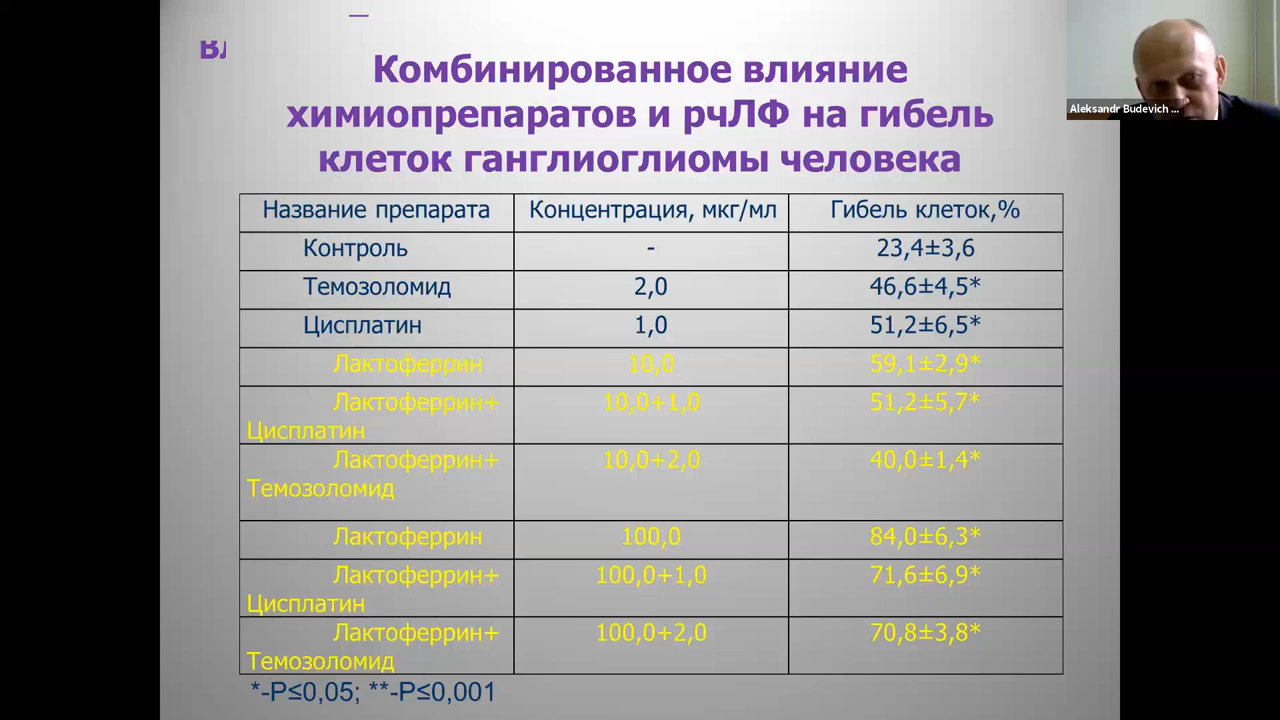 Комбинированное влияние
химиопрепаратов и рчЛФ на гибель
клеток ганглиоглиомы человека
Aleksandr Budevich ...
Название препарата Концентрация, мкг/мл Гибель клеток,%
Контроль - 23,4±3,6
Темозоломид 2,0 46,6±4,5*
Цисплатин 1,0 51,2±6,5*
Лактоферрин 10,0 59,1±2,9*
Лактоферрин+ 10,0+1,0 51,2±5,7*
Цисплатин
Лактоферрин+ 10,0+2,0 40,0±1,4*
Темозоломид
Лактоферрин 100,0 84,0±6,3*
Лактоферрин+ 100,0+1,0 71,6±6,9*
Цисплатин
Лактоферрин+ 100,0+2,0 70,8±3,8*
Темозоломид
*-P≤0,05; **-P≤0,001